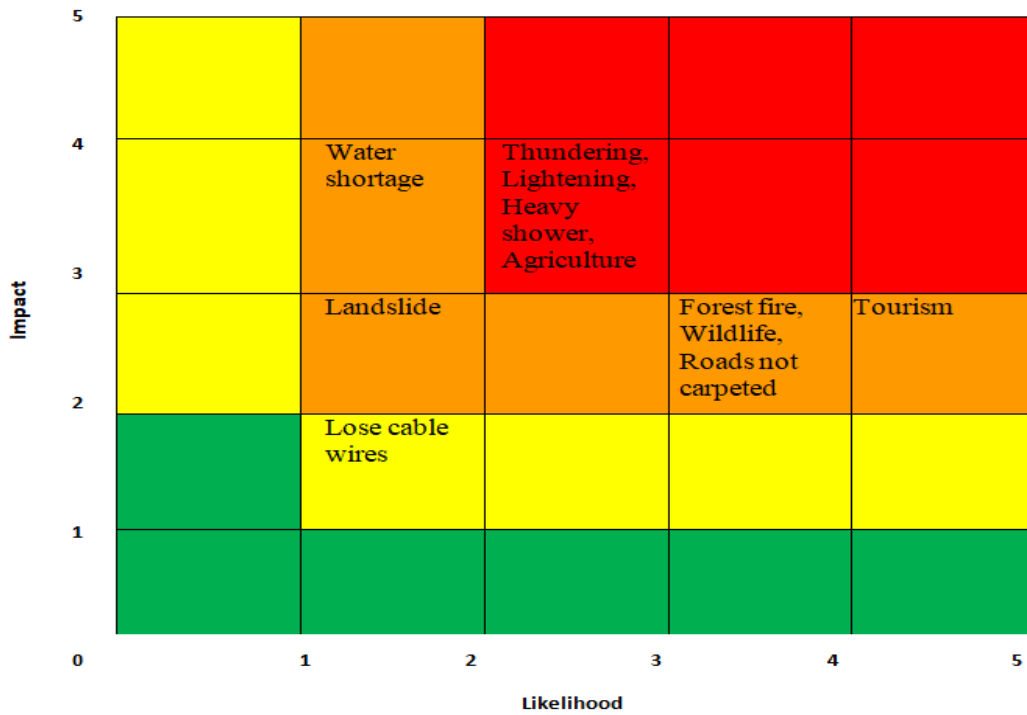 5
4
Water
shortage
Thundering,
Lightening,
Heavy
shower,
Agriculture
3
Impact
Landslide
Forest fire,
Wildlife,
Roads not
carpeted
Tourism
2
Lose cable
wires
1
0 1 2 3 4 5
Likelihood